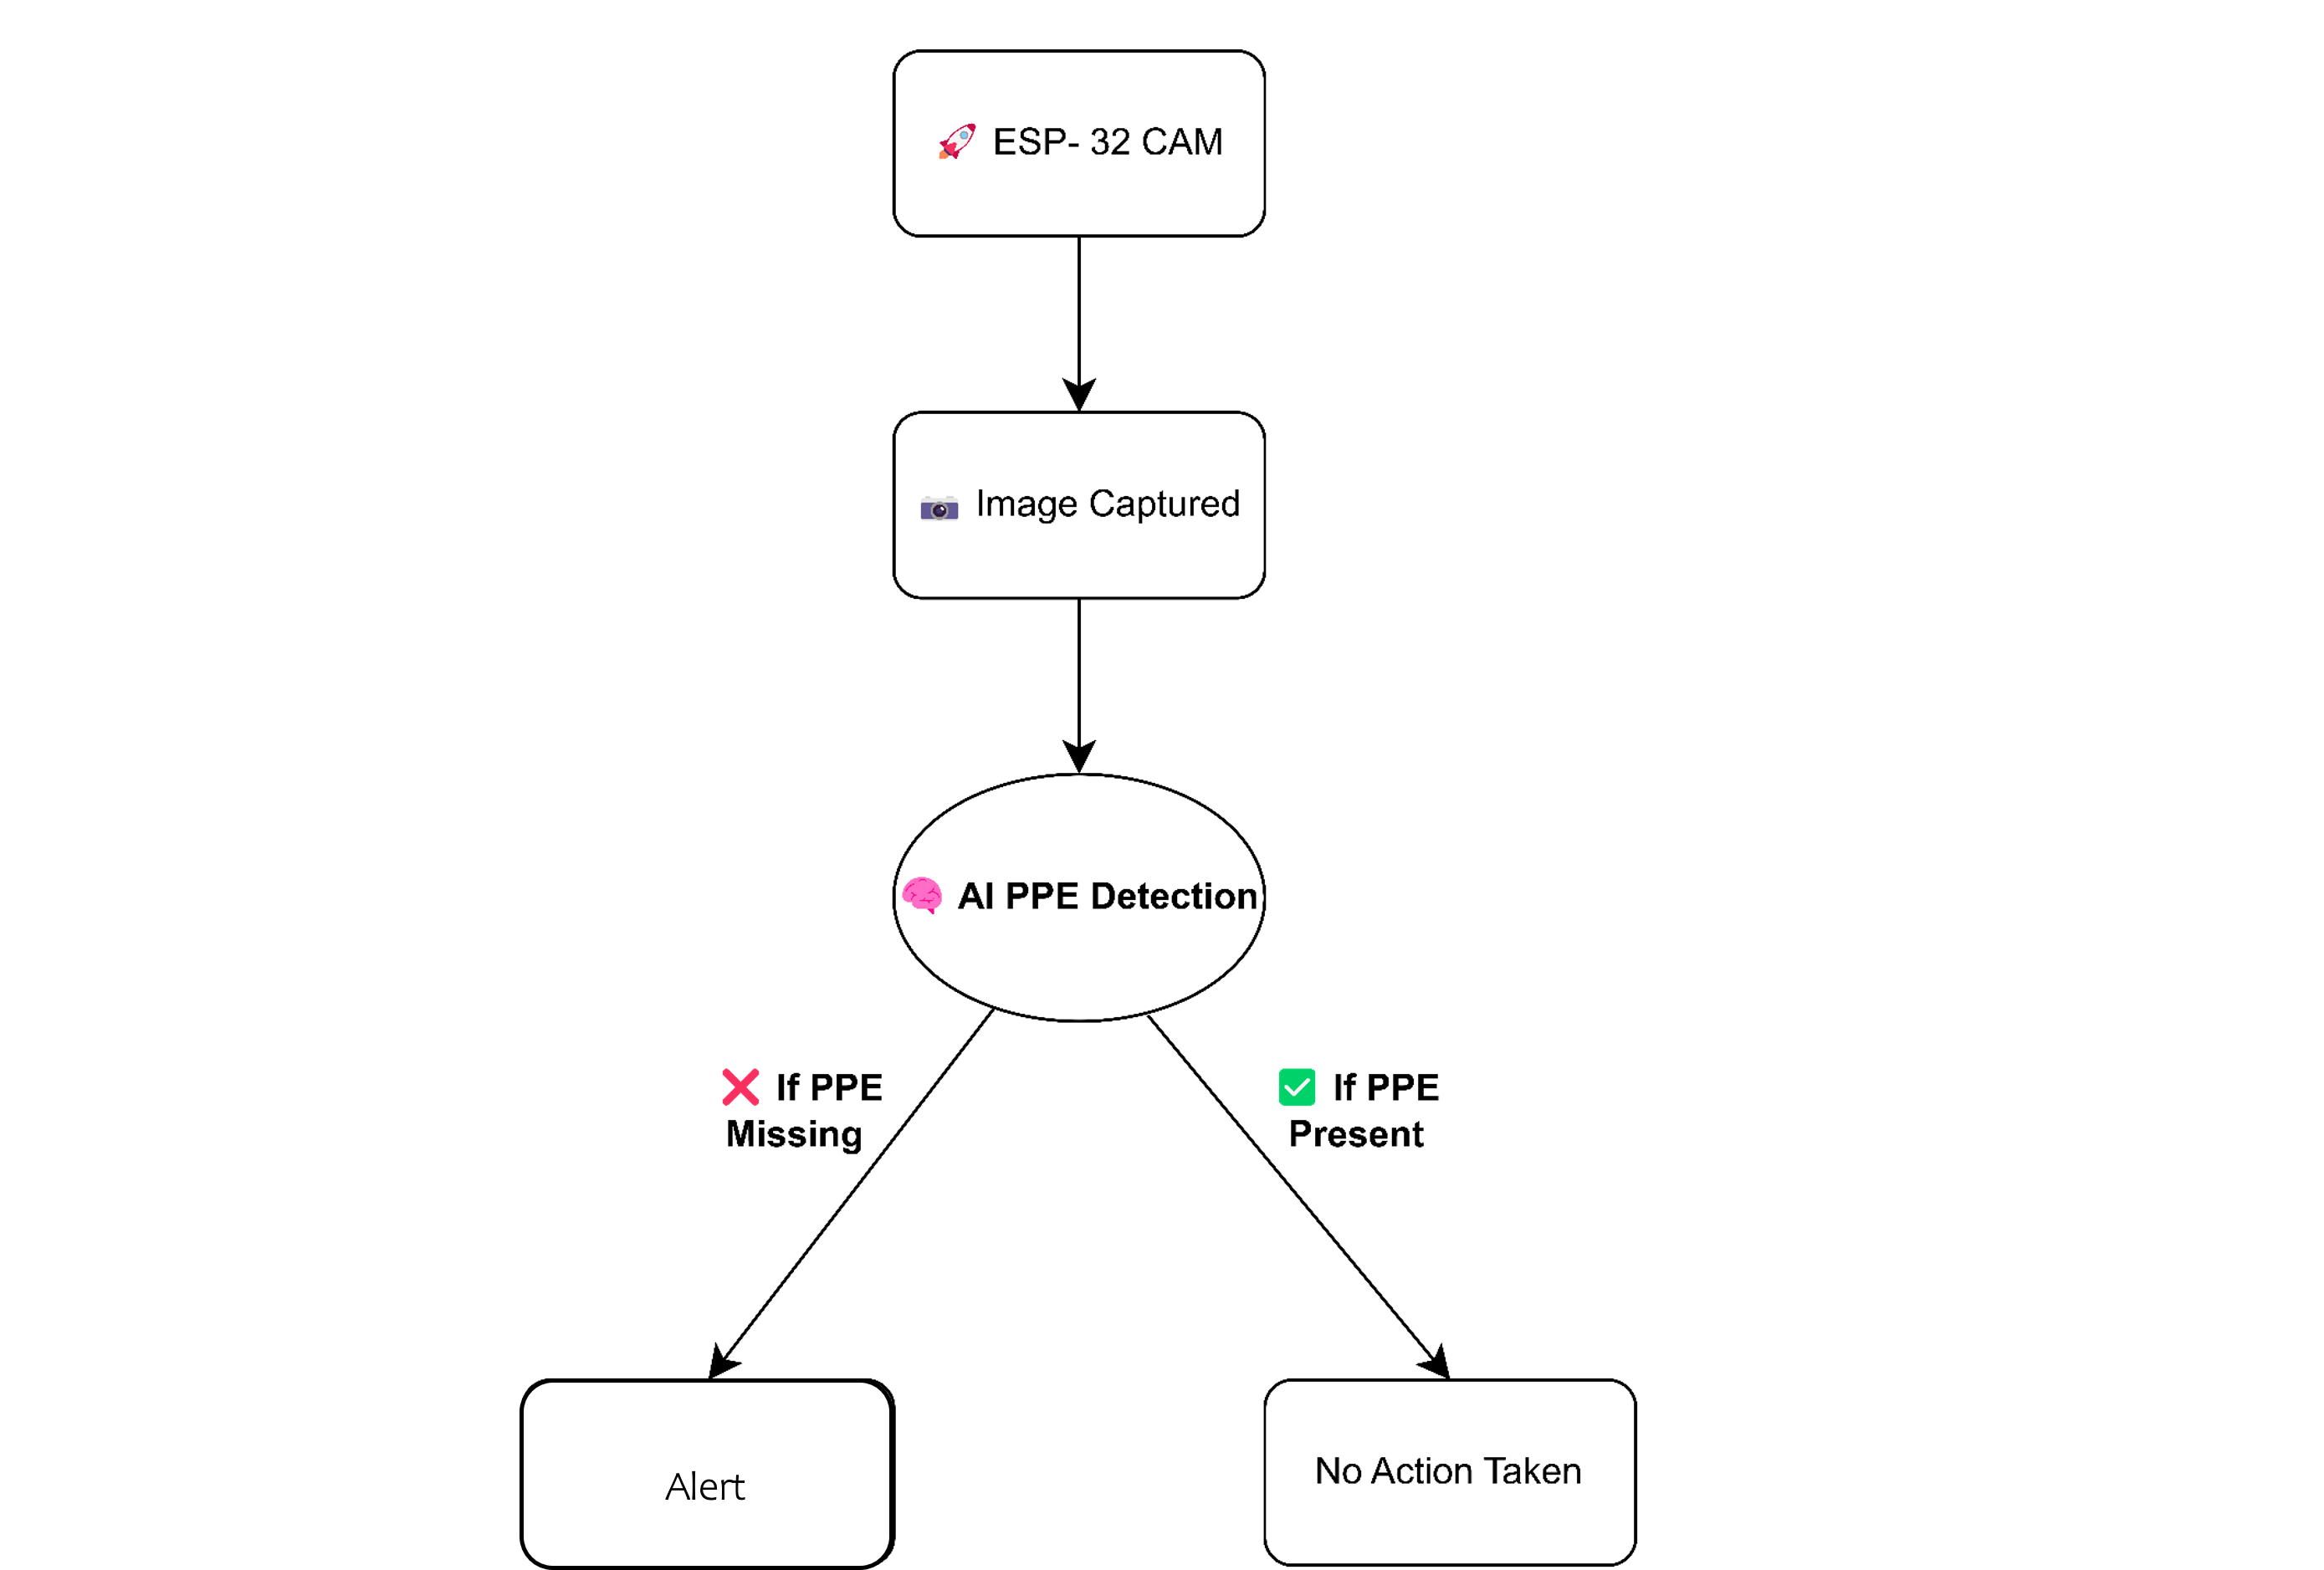 🚀 ESP- 32 CAM
📷 Image Captured
🧠 AI PPE Detection
❌ If PPE
Missing
✅ If PPE
Present
Alert
No Action Taken